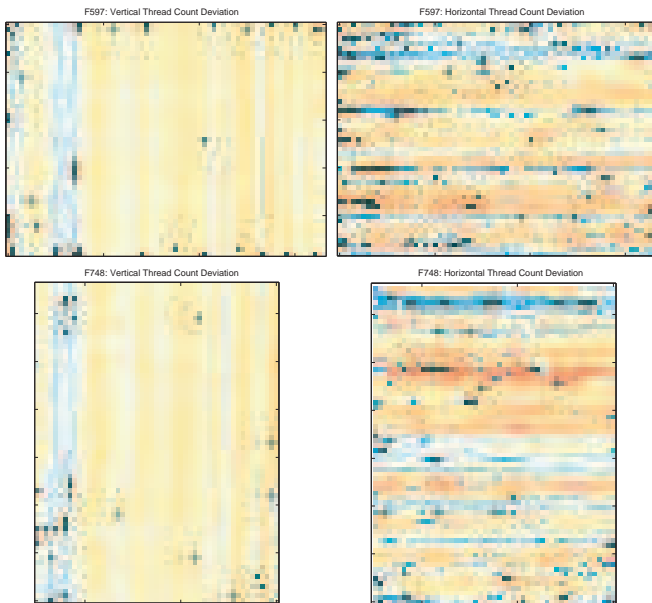 F597: Vertical Thread Count Deviation
F597: Horizontal Thread Count Deviation
F748: Vertical Thread Count Deviation
F748: Horizontal Thread Count Deviation